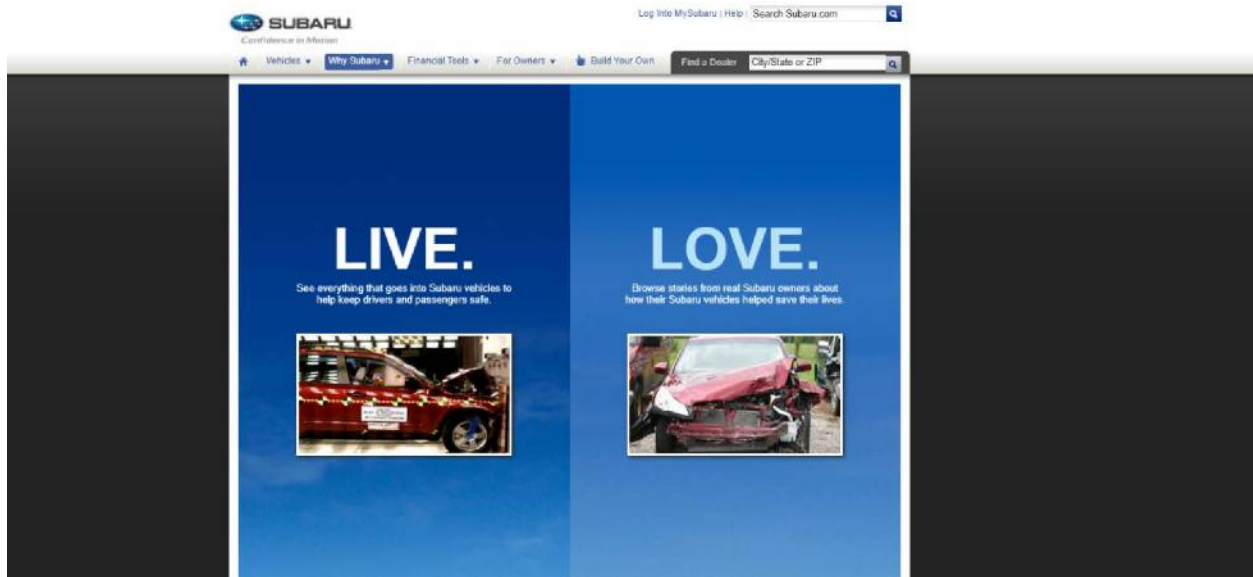 SUBARU
Confidence in Motion
Log Into MySubaru | Help | Search Subaru.com
Vehicles Why Subaru Financial Tools For Owners Build Your Own Find a Dealer City/State or ZIP
LIVE.
See everything that goes into Subaru vehicles to
help keep drivers and passengers safe.
LOVE.
Browse stories from real Subaru owners about
how their Subaru vehicles helped save their lives.